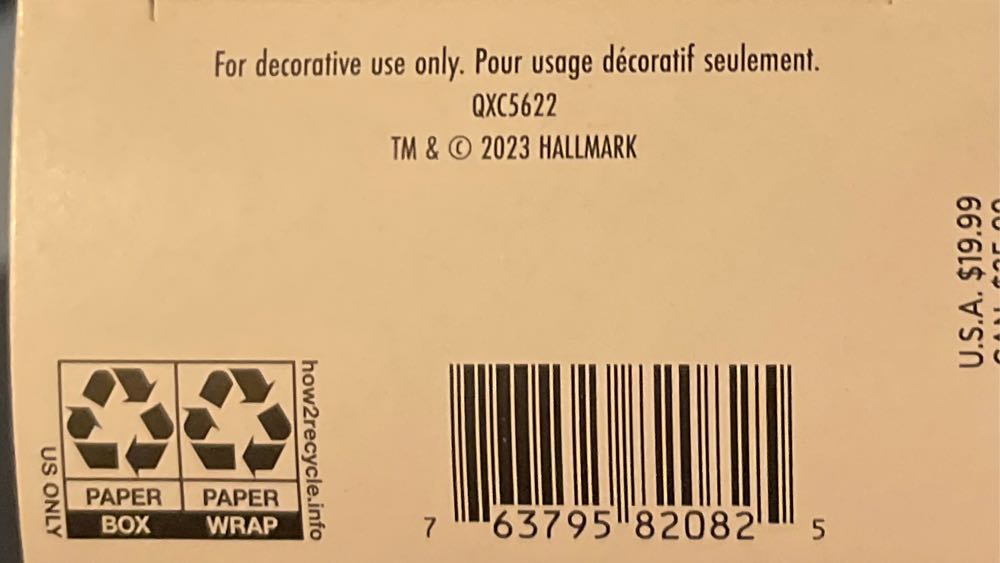 For decorative use only. Pour usage décoratif seulement.
QXC5622
TM & © 2023 HALLMARK
U.S.A. $19.99
how2recycle.info
US ONLY
PAPER PAPER
BOX WRAP
7 63795 82082 5